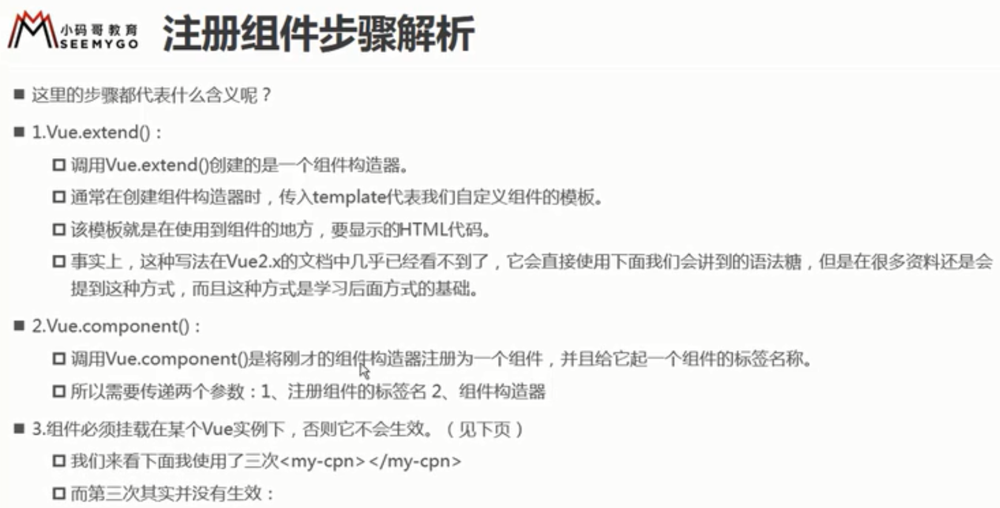 小码哥教育
SEEMYGO
注册组件步骤解析
■ 这里的步骤都代表什么含义呢？
■ 1.Vue.extend()：
调用Vue.extend()创建的是一个组件构造器。
通常在创建组件构造器时，传入template代表我们自定义组件的模板。
该模板就是在使用到组件的地方，要显示的HTML代码。
事实上，这种写法在Vue2.x的文档中几乎已经看不到了，它会直接使用下面我们会讲到的语法糖，但是在很多资料还是会
提到这种方式，而且这种方式是学习后面方式的基础。
■ 2.Vue.component()：
调用Vue.component()是将刚才的组件构造器注册为一个组件，并且给它起一个组件的标签名称。
所以需要传递两个参数：1、注册组件的标签名 2、组件构造器
■ 3.组件必须挂载在某个Vue实例下，否则它不会生效。（见下页）
我们来看下面我使用了三次<my-cpn></my-cpn>
而第三次其实并没有生效：